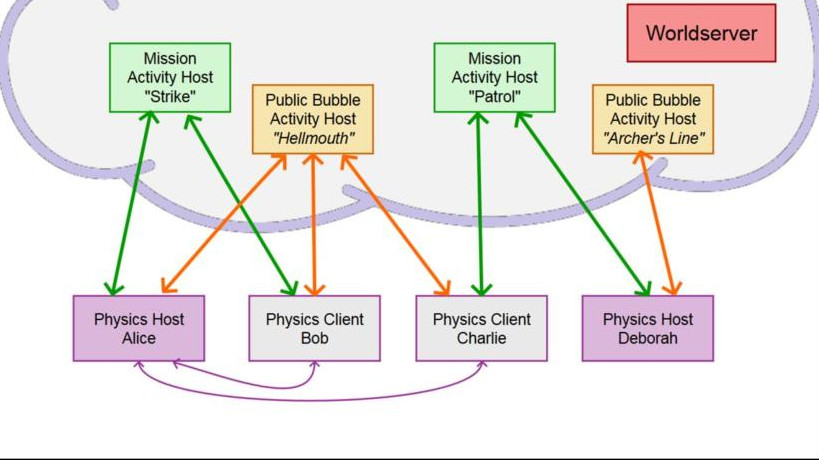 Worldserver
Mission
Activity Host
"Strike"
Public Bubble
Activity Host
"Hellmouth"
Mission
Activity Host
"Patrol"
Public Bubble
Activity Host
"Archer's Line"
Physics Host
Alice
Physics Client
Bob
Physics Client
Charlie
Physics Host
Deborah